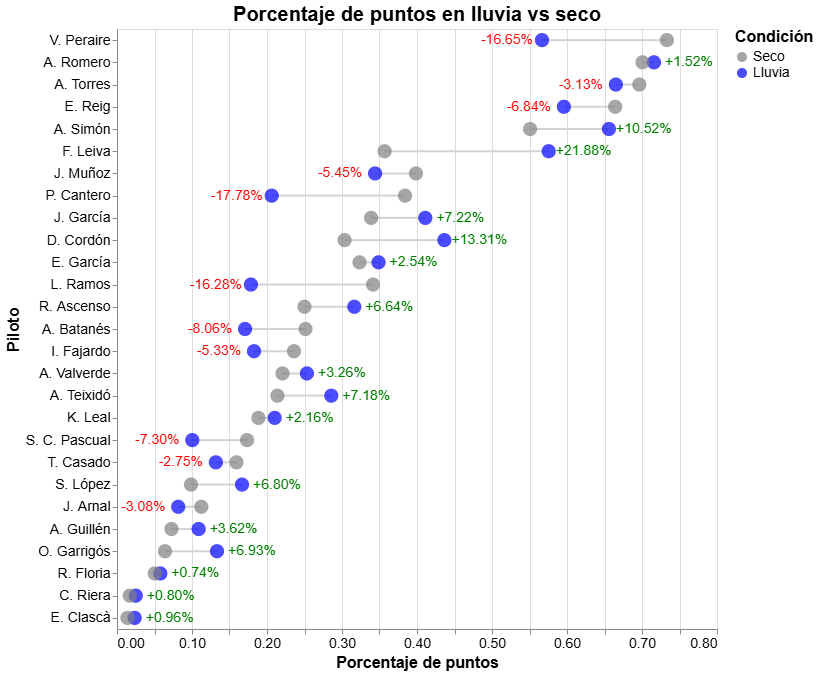 Porcentaje de puntos en lluvia vs seco
Condición
Seco
Lluvia
Piloto
V. Peraire -16.65%
A. Romero +1.52%
A. Torres -3.13%
E. Reig -6.84%
A. Simón +10.52%
F. Leiva +21.88%
J. Muñoz -5.45%
P. Cantero -17.78%
J. García +7.22%
D. Cordón +13.31%
E. García +2.54%
L. Ramos -16.28%
R. Ascenso +6.64%
A. Batanés -8.06%
I. Fajardo -5.33%
A. Valverde +3.26%
A. Teixidó +7.18%
K. Leal +2.16%
S. C. Pascual -7.30%
T. Casado -2.75%
S. López +6.80%
J. Arnal -3.08%
A. Guillén +3.62%
O. Garrigós +6.93%
R. Floria +0.74%
C. Riera +0.80%
E. Clascà +0.96%
0.00 0.10 0.20 0.30 0.40 0.50 0.60 0.70 0.80
Porcentaje de puntos